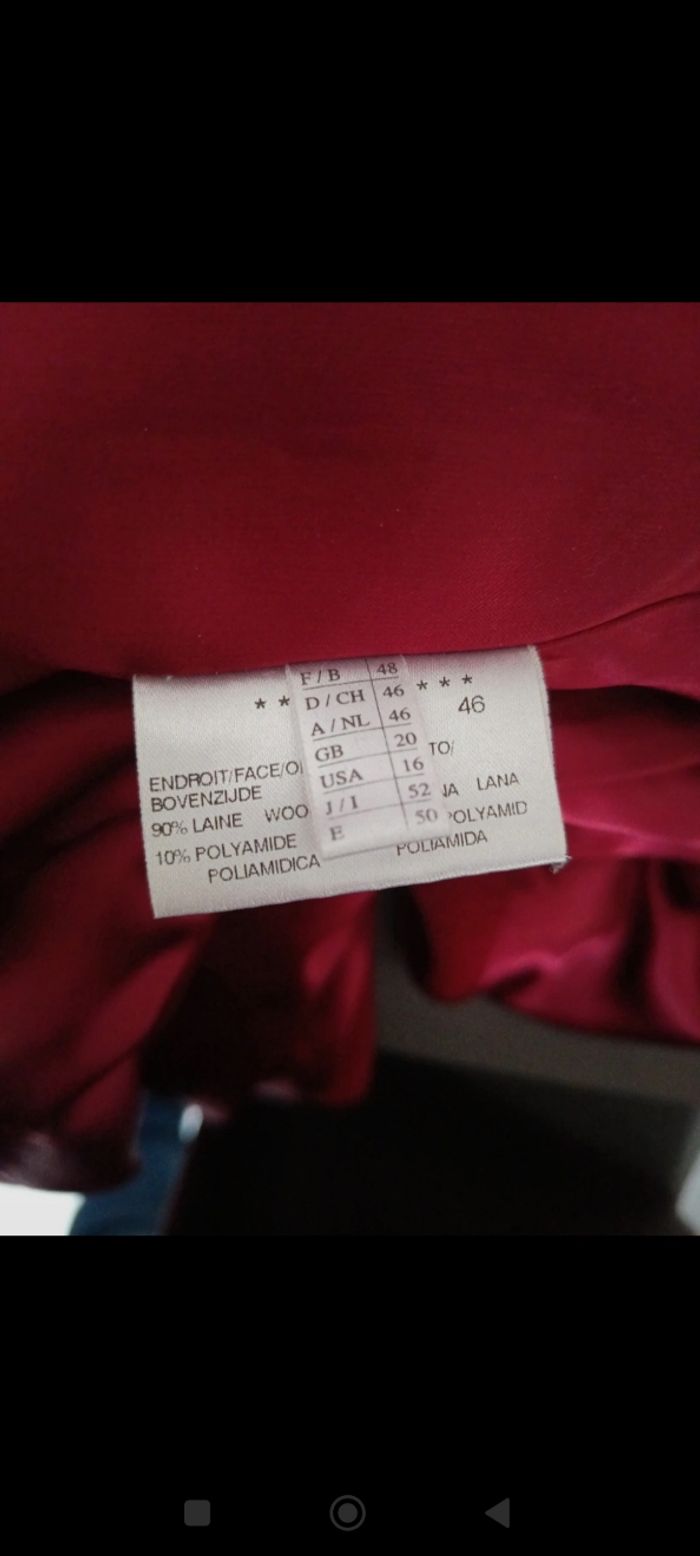 F / B 48
D / CH 46
A / NL 46
GB 20
USA 16
J / I 52
E 50
* * * * *
46
ENDROIT/FACE/O TO/
BOVENZIJDE
90% LAINE WOO NA LANA
10% POLYAMIDE POLYAMID
POLIAMIDICA POLIAMIDA